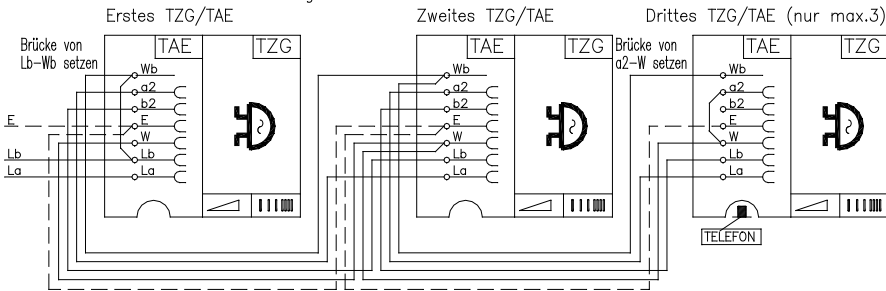 Erstes TZG/TAE
Zweites TZG/TAE
Drittes TZG/TAE (nur max.3)
Brücke von
Lb-Wb setzen
TAE
TZG
Wb
a2
b2
E
W
Lb
La
E
Lb
La
TAE
TZG
Wb
a2
b2
E
W
Lb
La
Brücke von
a2-W setzen
TAE
TZG
Wb
a2
b2
E
W
Lb
La
TELEFON